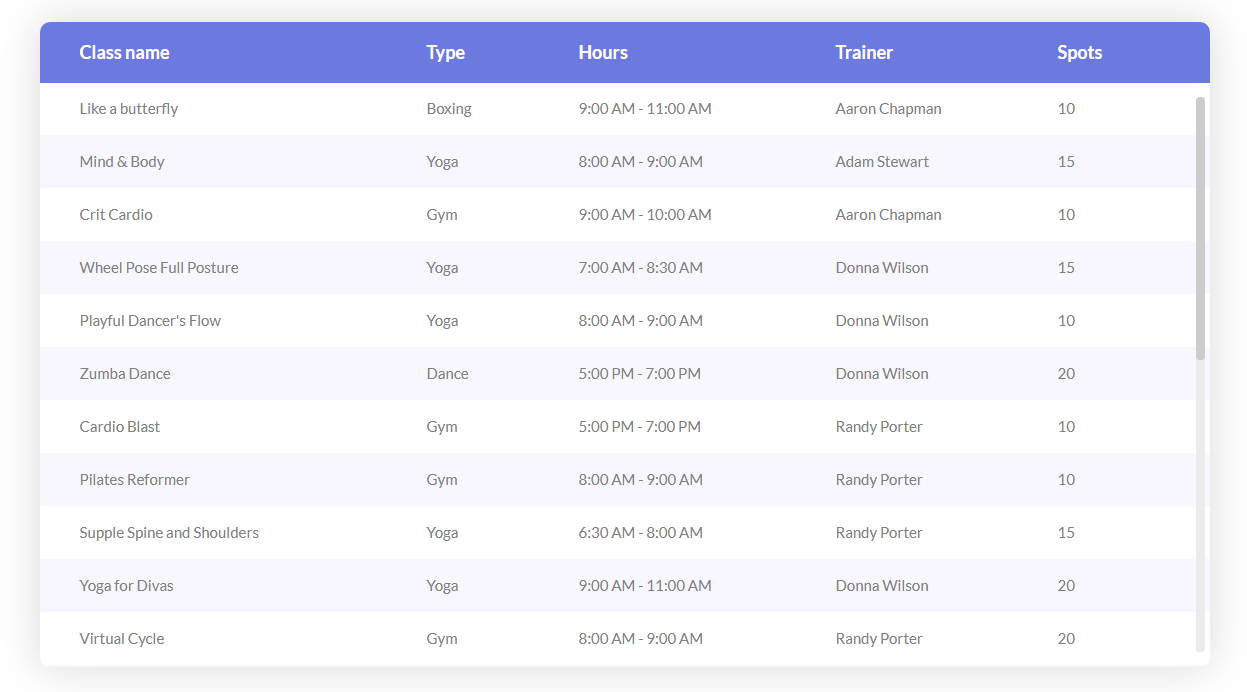 Class name Type Hours Trainer Spots
Like a butterfly Boxing 9:00 AM - 11:00 AM Aaron Chapman 10
Mind & Body Yoga 8:00 AM - 9:00 AM Adam Stewart 15
Crit Cardio Gym 9:00 AM - 10:00 AM Aaron Chapman 10
Wheel Pose Full Posture Yoga 7:00 AM - 8:30 AM Donna Wilson 15
Playful Dancer's Flow Yoga 8:00 AM - 9:00 AM Donna Wilson 10
Zumba Dance Dance 5:00 PM - 7:00 PM Donna Wilson 20
Cardio Blast Gym 5:00 PM - 7:00 PM Randy Porter 10
Pilates Reformer Gym 8:00 AM - 9:00 AM Randy Porter 10
Supple Spine and Shoulders Yoga 6:30 AM - 8:00 AM Randy Porter 15
Yoga for Divas Yoga 9:00 AM - 11:00 AM Donna Wilson 20
Virtual Cycle Gym 8:00 AM - 9:00 AM Randy Porter 20